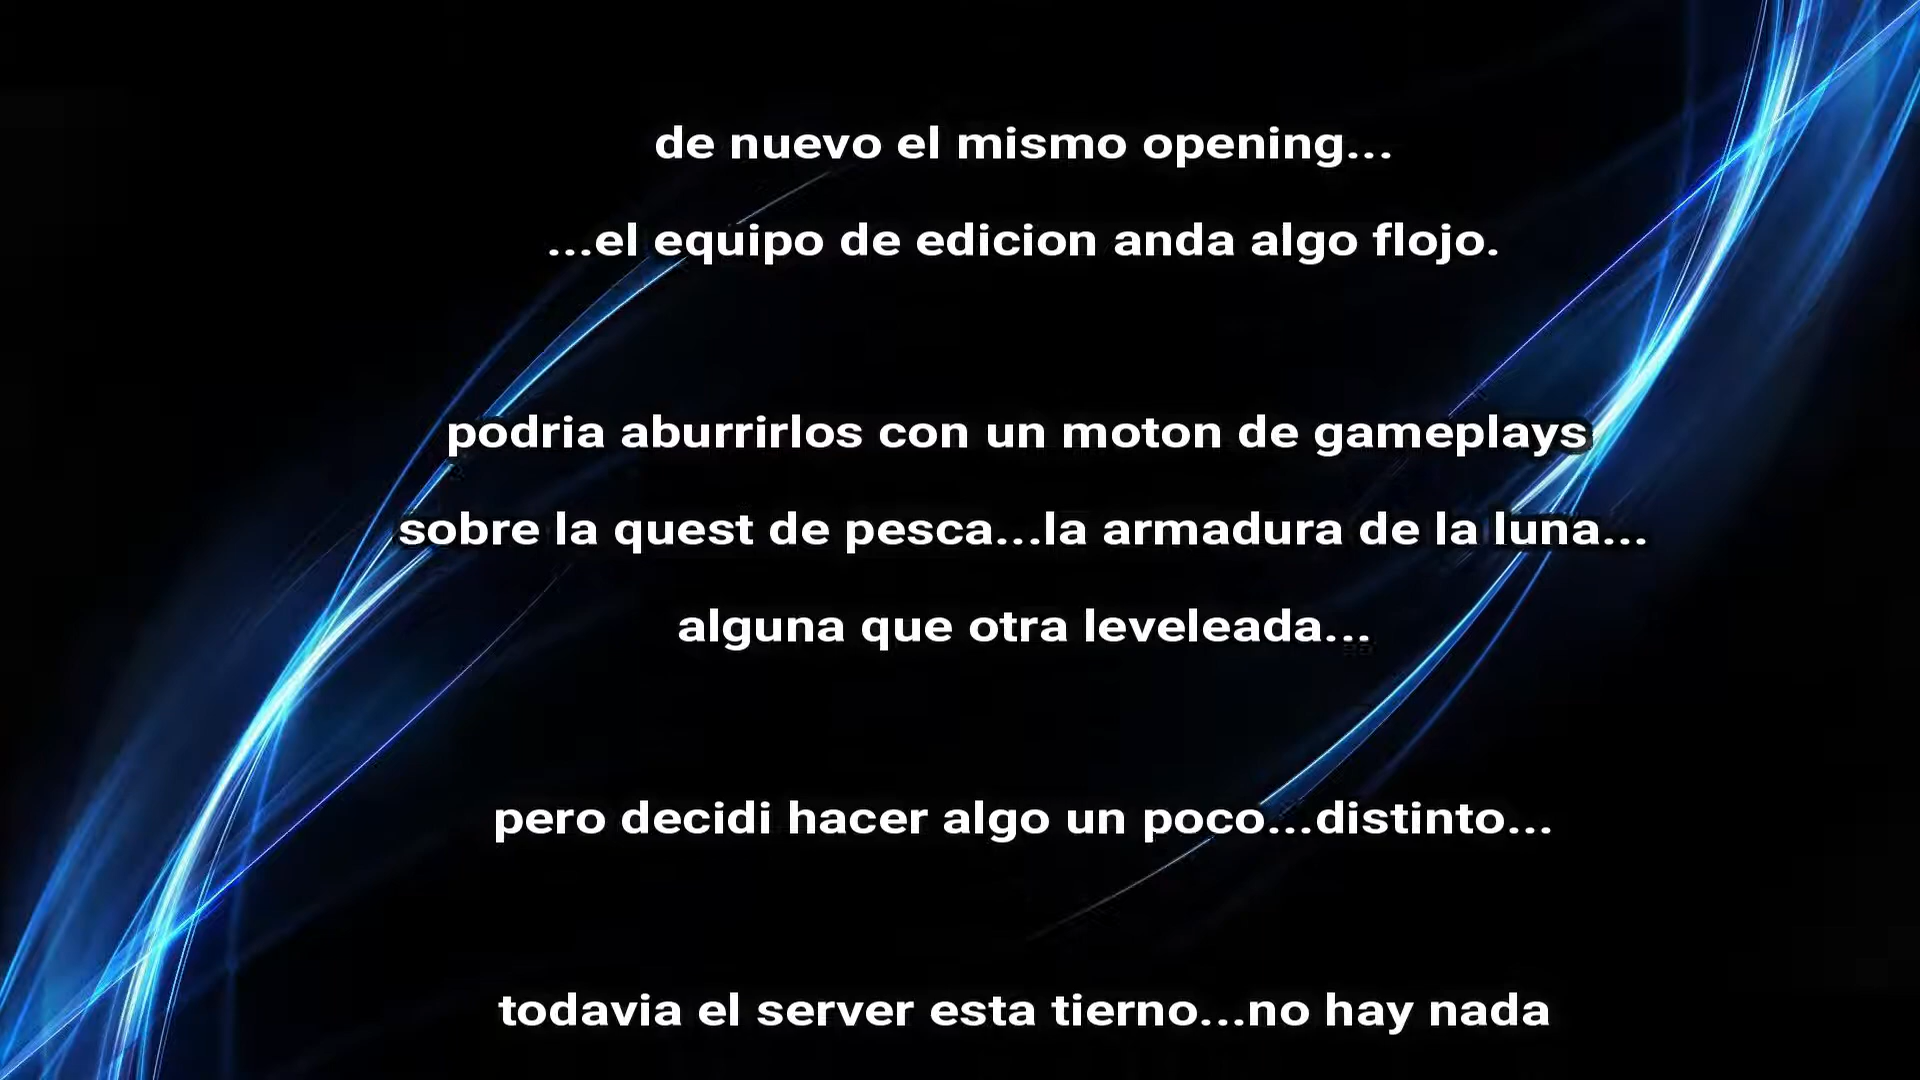 de nuevo el mismo opening...
...el equipo de edicion anda algo flojo.
podria aburrirlos con un moton de gameplays
sobre la quest de pesca...la armadura de la luna...
alguna que otra leveleada...
pero decidi hacer algo un poco...distinto...
todavia el server esta tierno...no hay nada